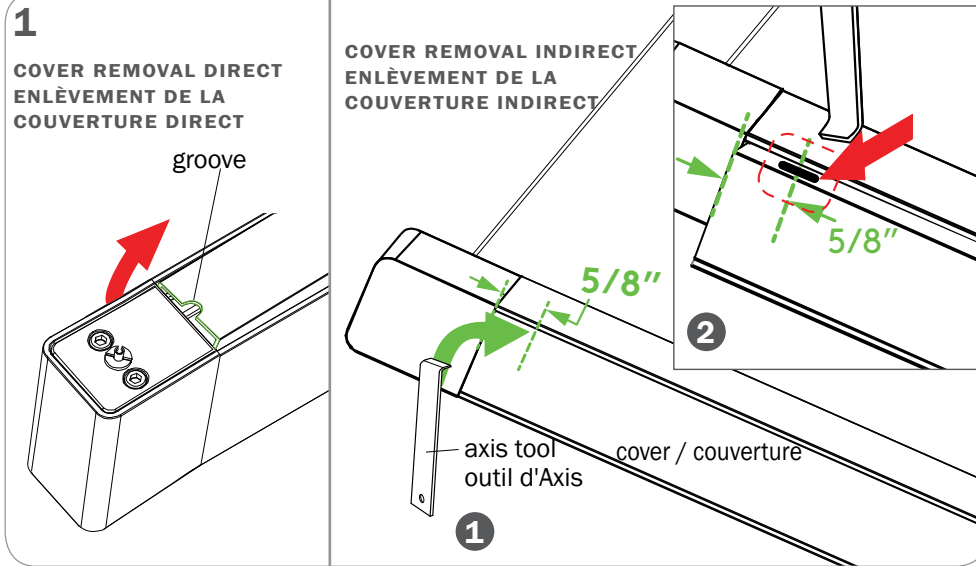 1
COVER REMOVAL DIRECT
ENLÈVEMENT DE LA
COUVERTURE DIRECT
groove
COVER REMOVAL INDIRECT
ENLÈVEMENT DE LA
COUVERTURE INDIRECT
5/8"
axis tool
outil d'Axis
cover / couverture
1
5/8"
2